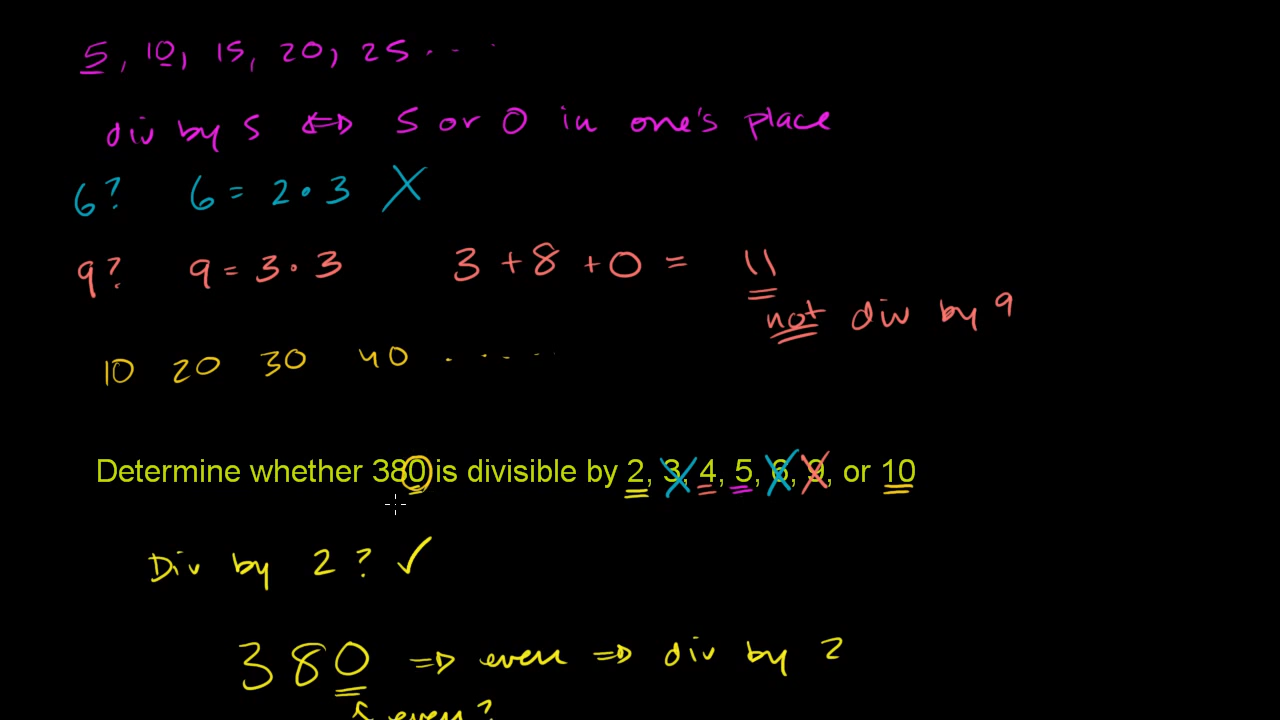 5, 10, 15, 20, 25 . . . .
div by 5 ⇔ 5 or 0 in one's place
6? 6 = 2 · 3 X
9? 9 = 3 · 3 3 + 8 + 0 = 11
not div by 9
10 20 30 40 . . . . .
Determine whether 380 is divisible by 2, 3, 4, 5, 6, 9, or 10
Div by 2? ✓
380 ⇒ even ⇒ div by 2
even?